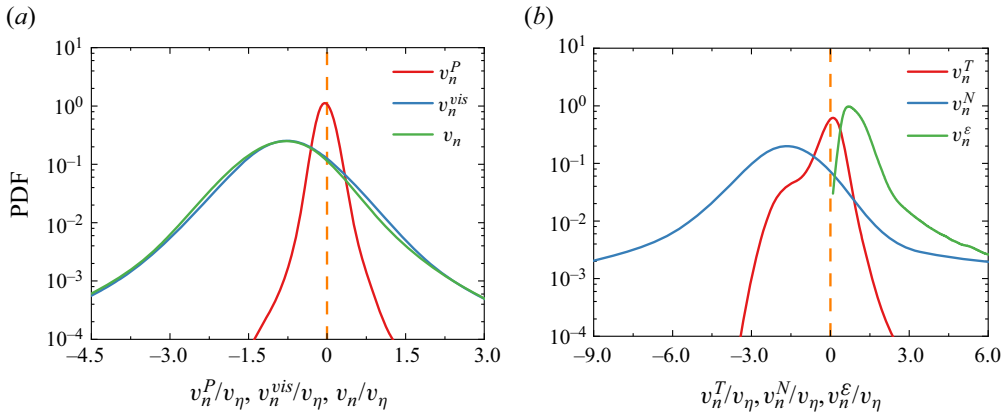 (a)
(b)
PDF
10^1
10^0
10^{-1}
10^{-2}
10^{-3}
10^{-4}
v_n^P
v_n^{vis}
v_n
−4.5 −3.0 −1.5 0 1.5 3.0
v_n^P/v_η, v_n^{vis}/v_η, v_n/v_η
10^1
10^0
10^{-1}
10^{-2}
10^{-3}
10^{-4}
v_n^T
v_n^N
v_n^ε
−9.0 −6.0 −3.0 0 3.0 6.0
v_n^T/v_η, v_n^N/v_η, v_n^ε/v_η